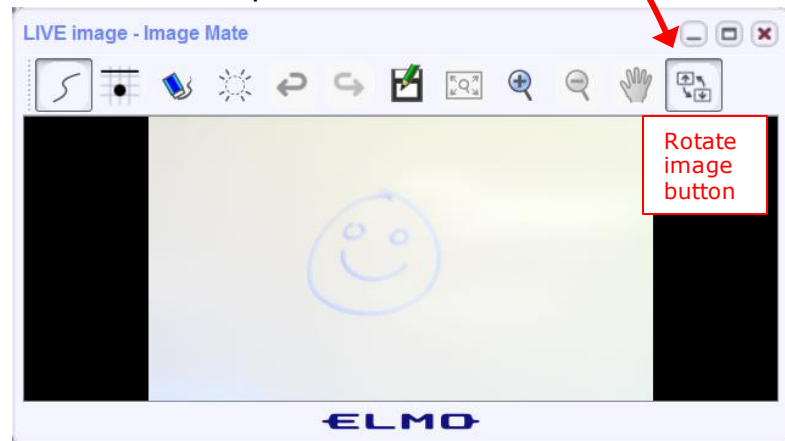 LIVE image - Image Mate
Rotate
image
button
ELMO